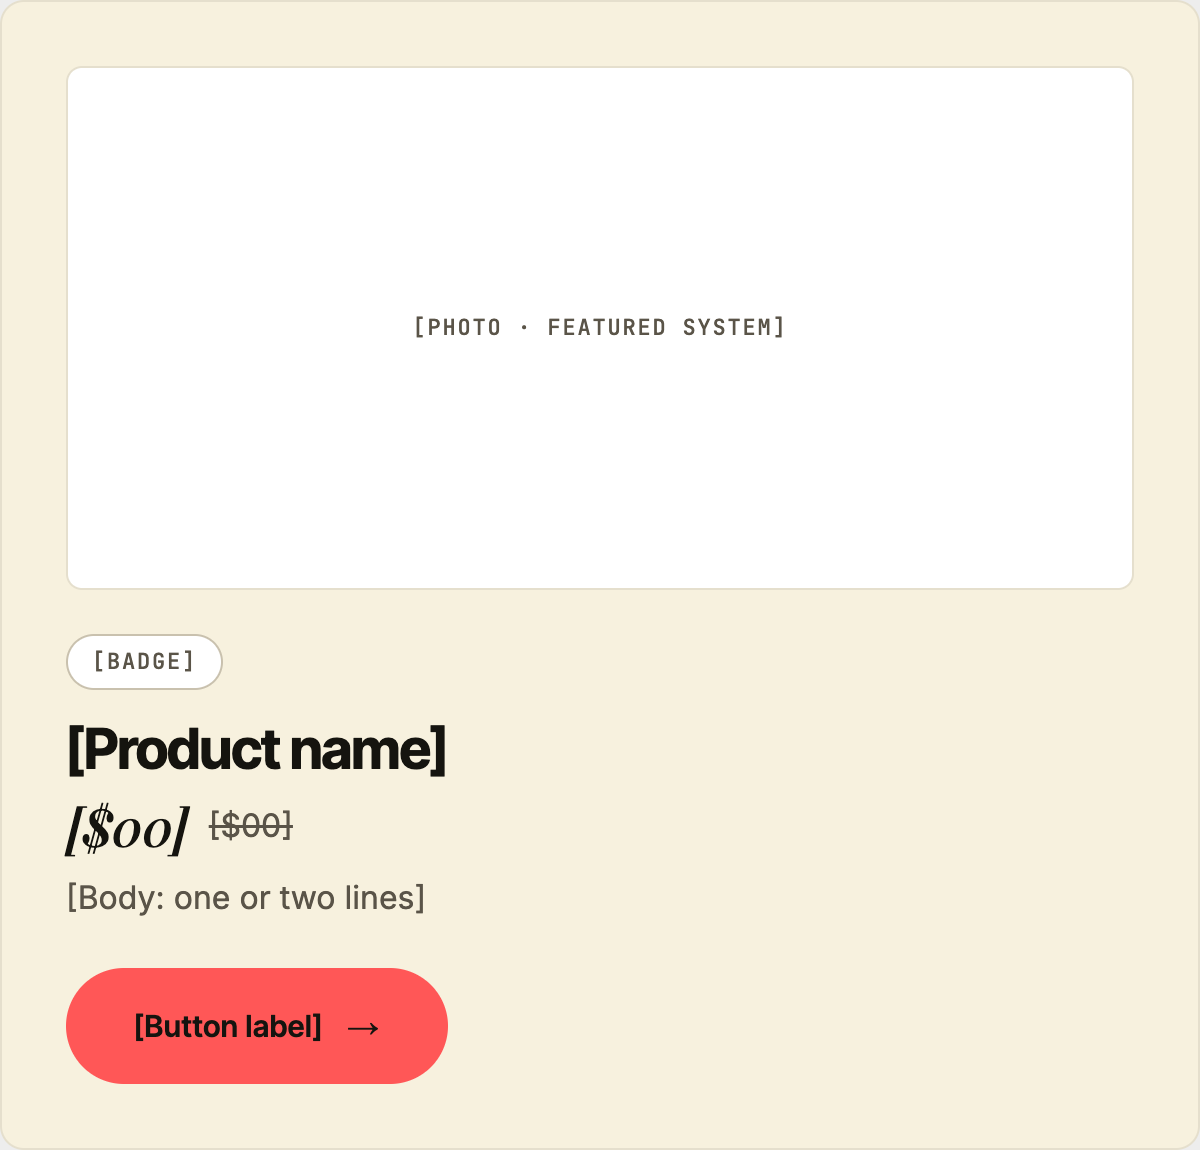 [PHOTO · FEATURED SYSTEM]
[BADGE]
[Product name]
[$00] [$00]
[Body: one or two lines]
[Button label] →